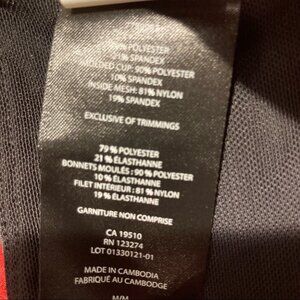 POLYESTER
21% SPANDEX
MOLDED CUP: 90% POLYESTER
10% SPANDEX
INSIDE MESH: 81% NYLON
19% SPANDEX
EXCLUSIVE OF TRIMMINGS
79% POLYESTER
21% ÉLASTHANNE
BONNETS MOULÉS : 90% POLYESTER
10% ÉLASTHANNE
FILET INTÉRIEUR : 81% NYLON
19% ÉLASTHANNE
GARNITURE NON COMPRISE
CA 19510
RN 123274
LOT 01330121-01
MADE IN CAMBODIA
FABRIQUÉ AU CAMBODGE
M/M